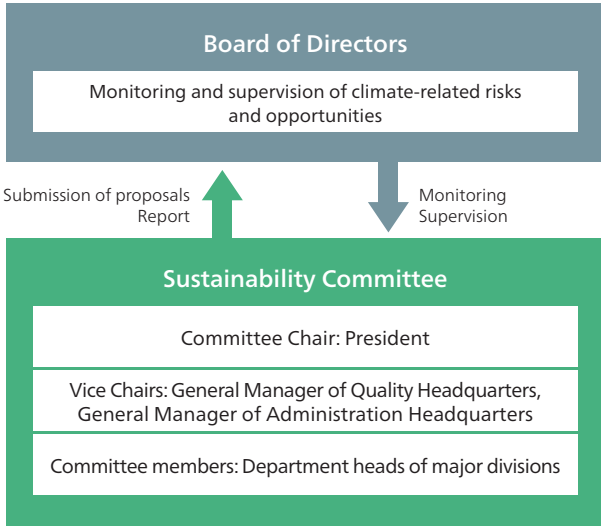 Board of Directors
Monitoring and supervision of climate-related risks
and opportunities
Submission of proposals
Report
Monitoring
Supervision
Sustainability Committee
Committee Chair: President
Vice Chairs: General Manager of Quality Headquarters,
General Manager of Administration Headquarters
Committee members: Department heads of major divisions